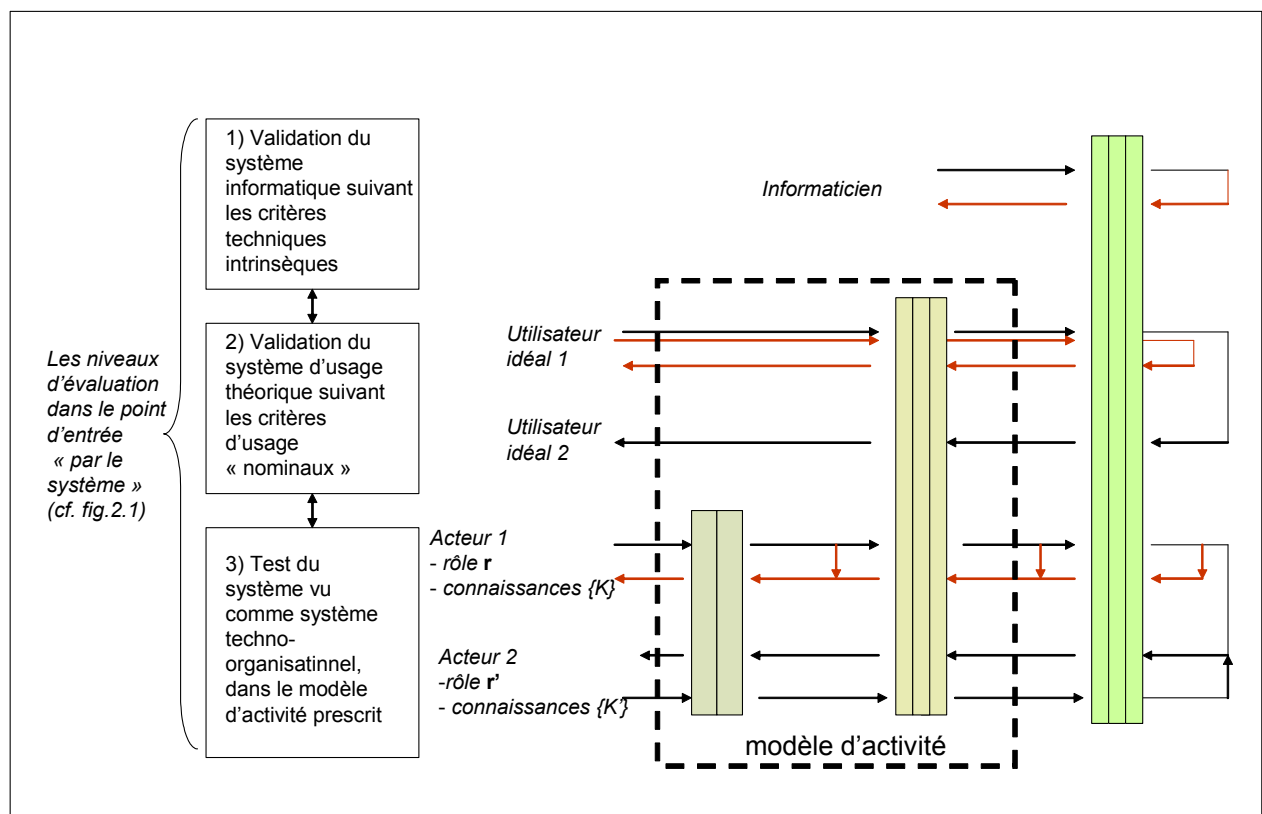 1) Validation du
système
informatique suivant
les critères
techniques
intrinsèques
Informaticien
Les niveaux
d'évaluation
dans le point
d'entrée
« par le
système »
(cf. fig.2.1)
2) Validation du
système d'usage
théorique suivant
les critères
d'usage
« nominaux »
Utilisateur
idéal 1
Utilisateur
idéal 2
3) Test du
système vu
comme système
techno-
organisatinnel,
dans le modèle
d'activité prescrit
Acteur 1
- rôle r
- connaissances {K}
Acteur 2
-rôle r'
- connaissances {K'}
modèle d'activité